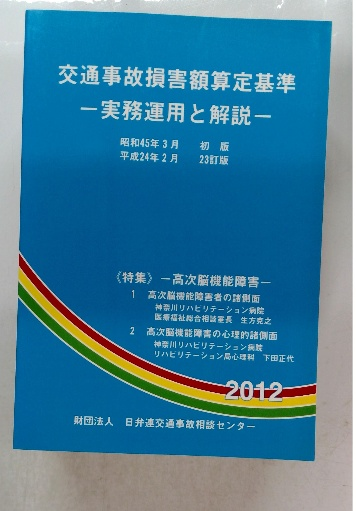 交通事故損害額算定基準
―実務運用と解説―
昭和45年3月 初版
平成24年2月 23訂版
《特集》―高次脳機能障害―
1 高次脳機能障害者の諸側面
神奈川リハビリテーション病院
医療福祉総合相談室長 生方克之
2 高次脳機能障害の心理的諸側面
神奈川リハビリテーション病院
リハビリテーション局心理科 下田正代
2012
財団法人 日弁連交通事故相談センター